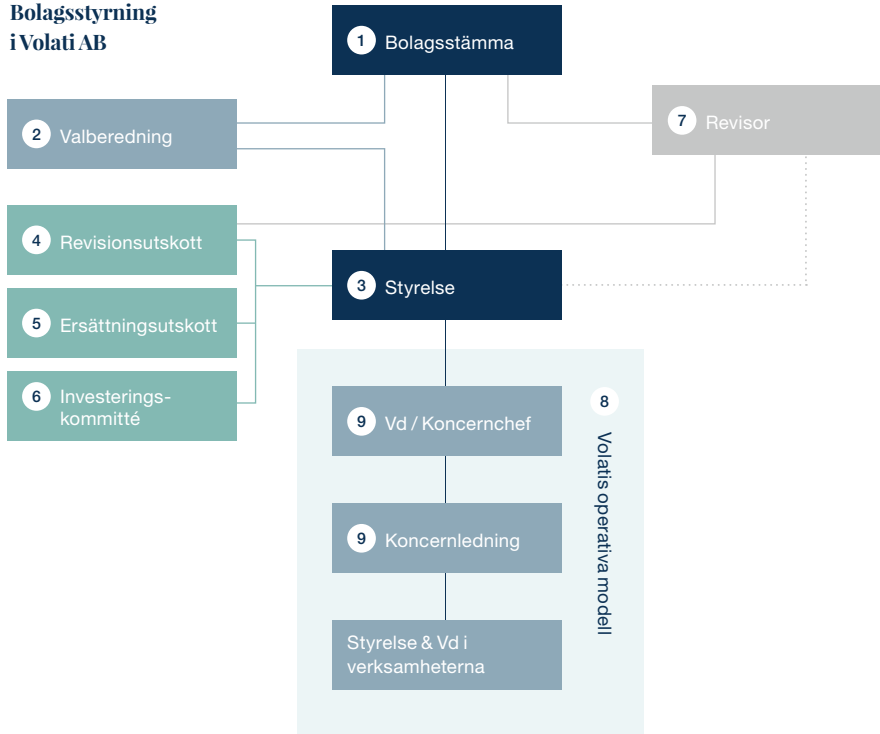 Bolagsstyrning
i Volati AB
1 Bolagsstämma
2 Valberedning
7 Revisor
4 Revisionsutskott
3 Styrelse
5 Ersättningsutskott
6 Investerings-
kommitté
8
Volatis operativa modell
9 Vd / Koncernchef
9 Koncernledning
Styrelse & Vd i
verksamheterna